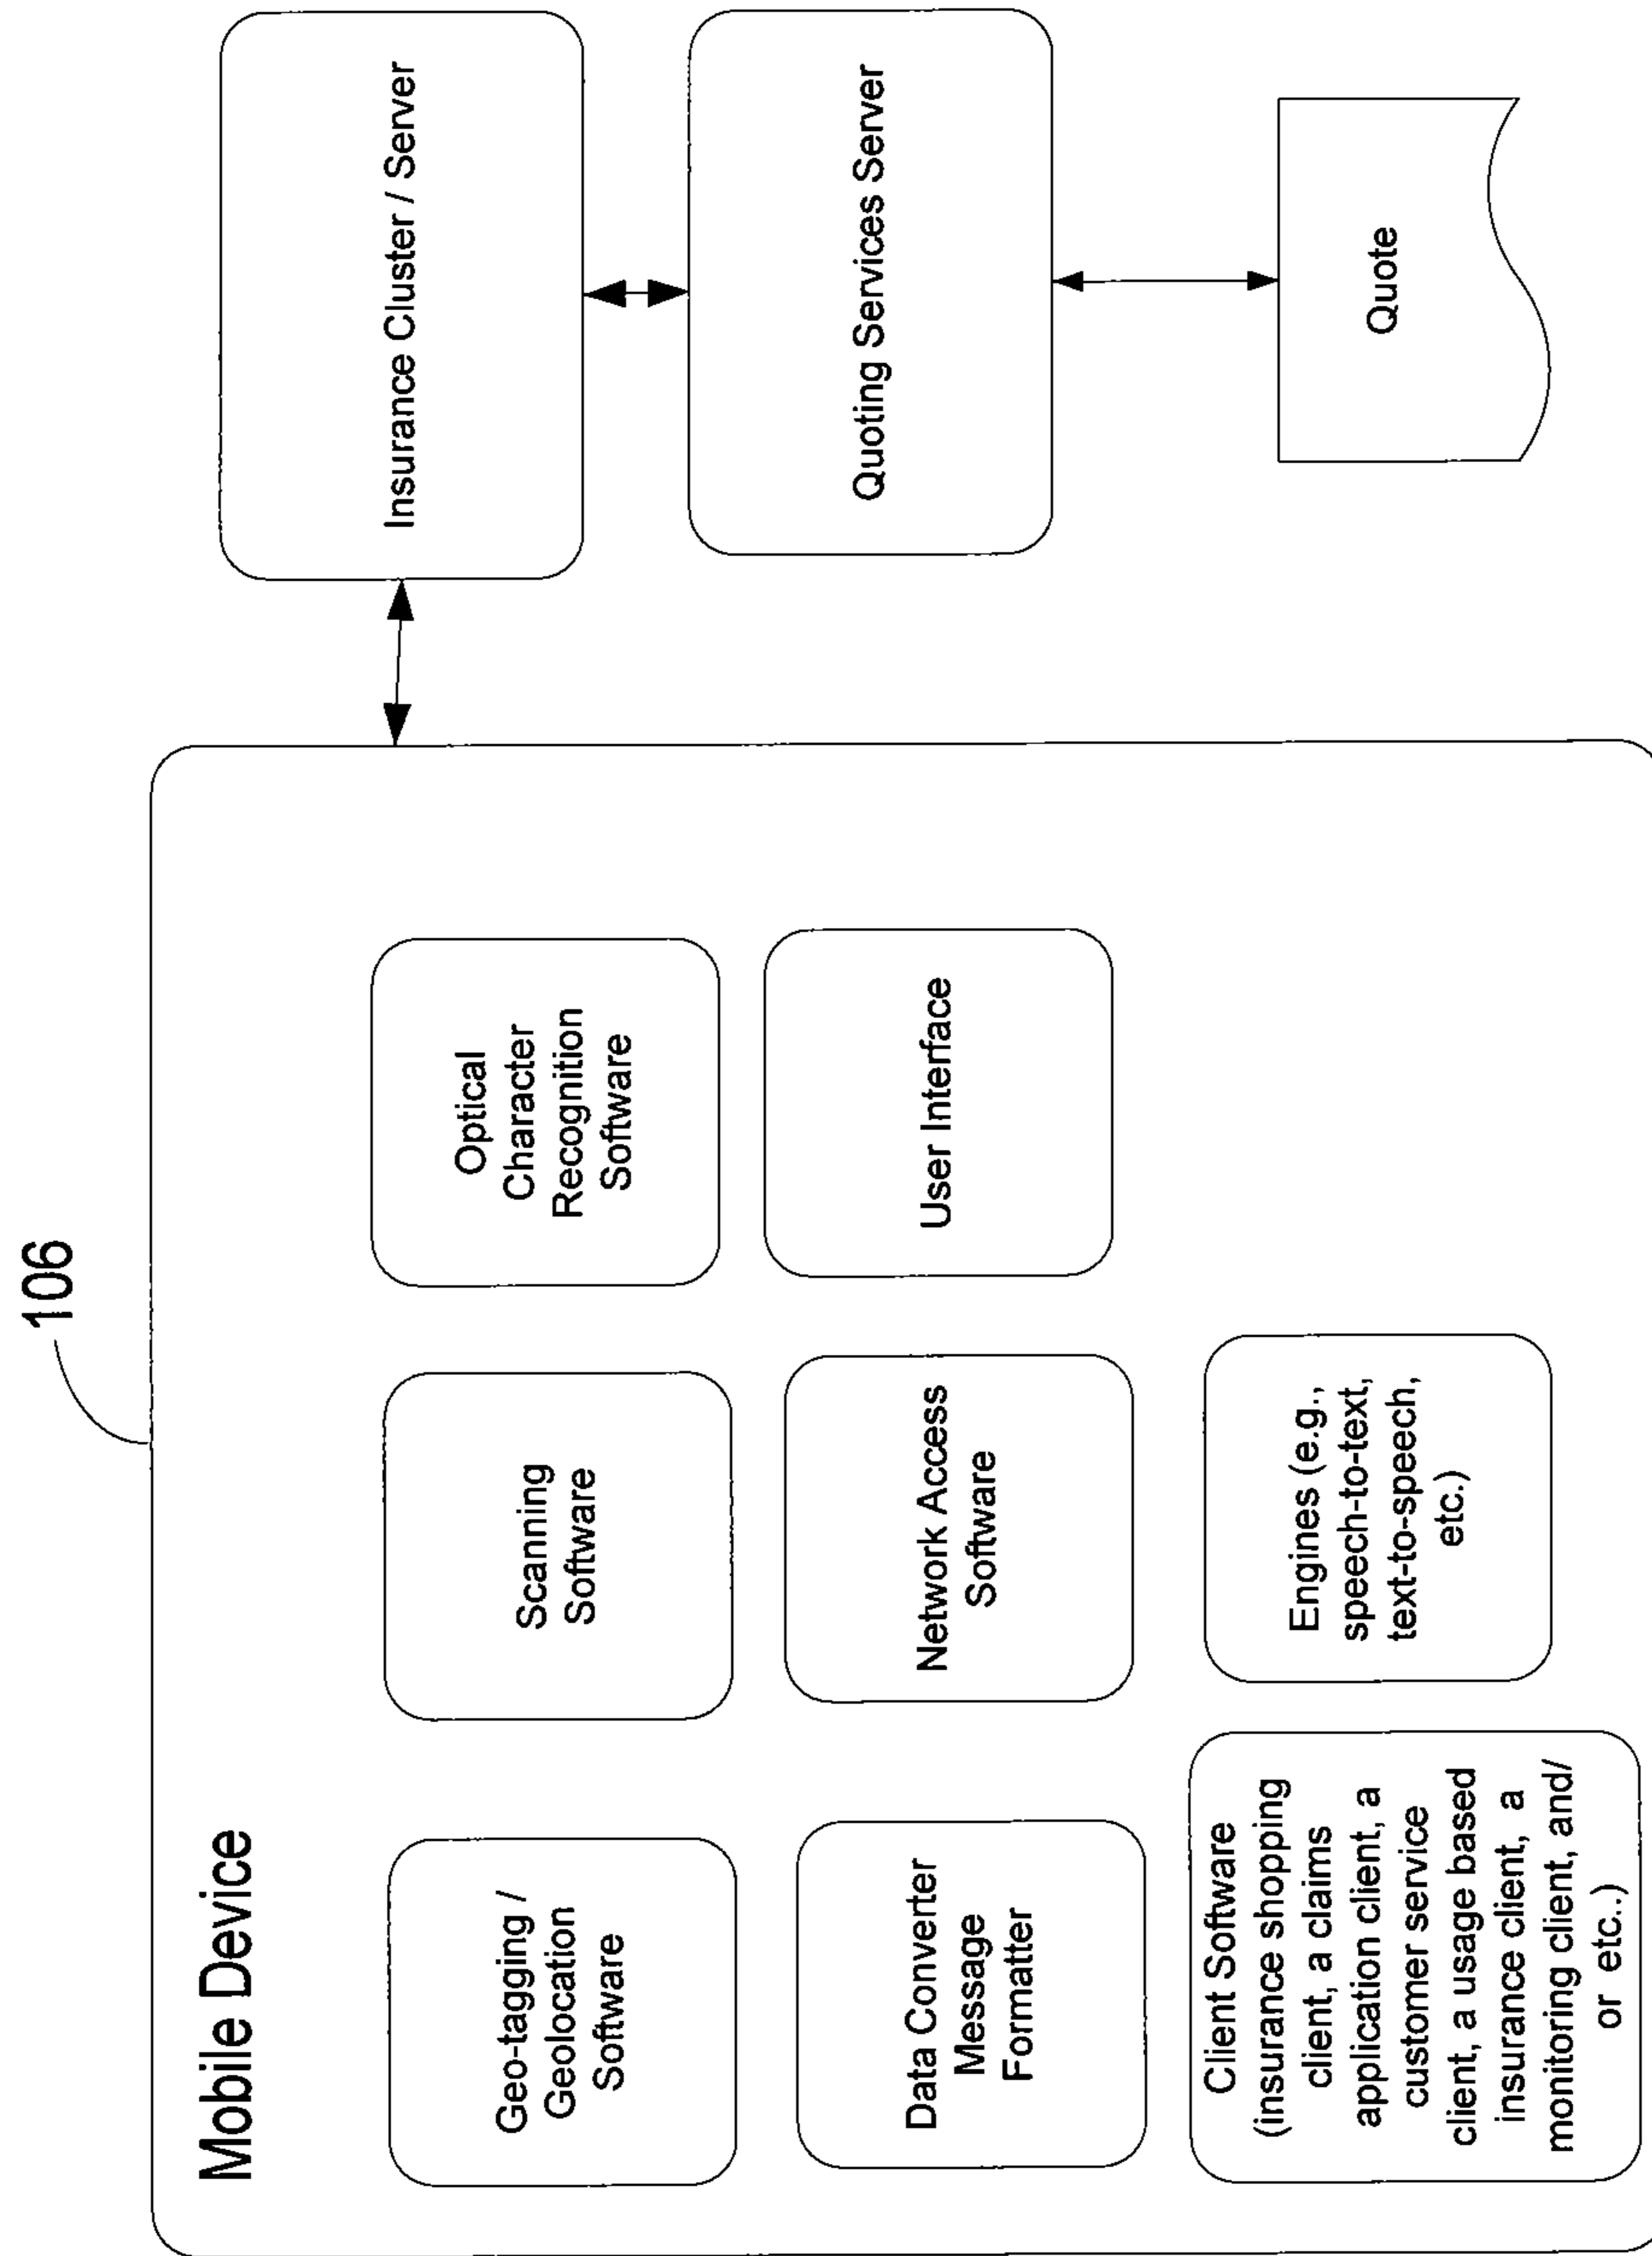 106
Mobile Device
Geo-tagging /
Geolocation
Software
Scanning
Software
Optical
Character
Recognition
Software
Data Converter
Message
Formatter
Network Access
Software
User Interface
Client Software
(insurance shopping
client, a claims
application client, a
customer service
client, a usage based
insurance client, a
monitoring client, and/
or etc..)
Engines (e.g.,
speech-to-text,
text-to-speech,
etc.)
Insurance Cluster / Server
Quoting Services Server
Quote